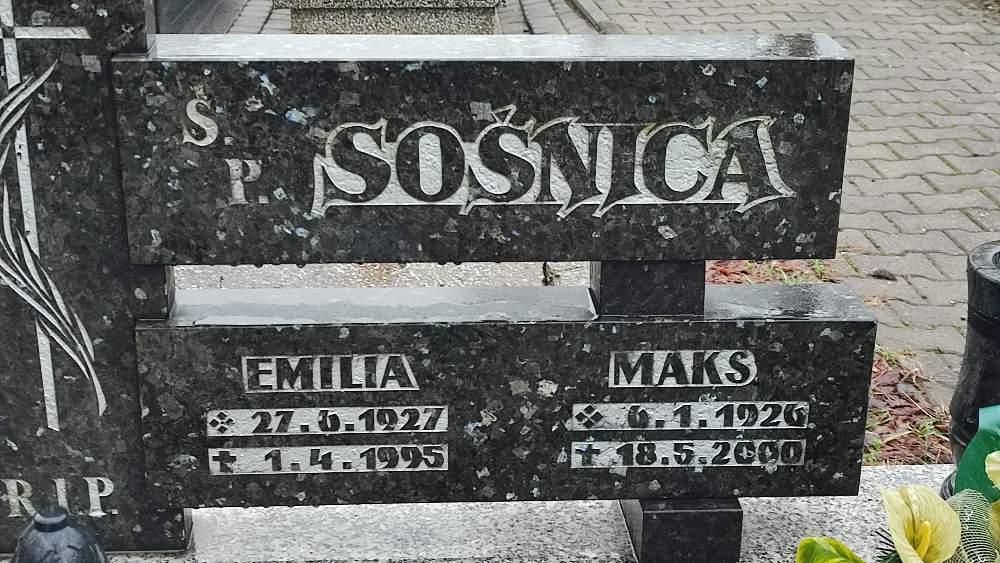 Ś.P. SOŚNICA
EMILIA
27.6.1927
1.4.1995
MAKS
6.1.1926
18.5.2000
R.I.P.